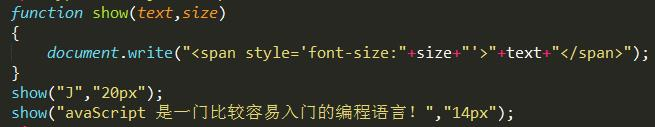 function show(text,size)
{
    document.write("<span style='font-size:"+size+"'>"+text+"</span>");
}
show("J","20px");
show("avaScript 是一门比较容易入门的编程语言！","14px");